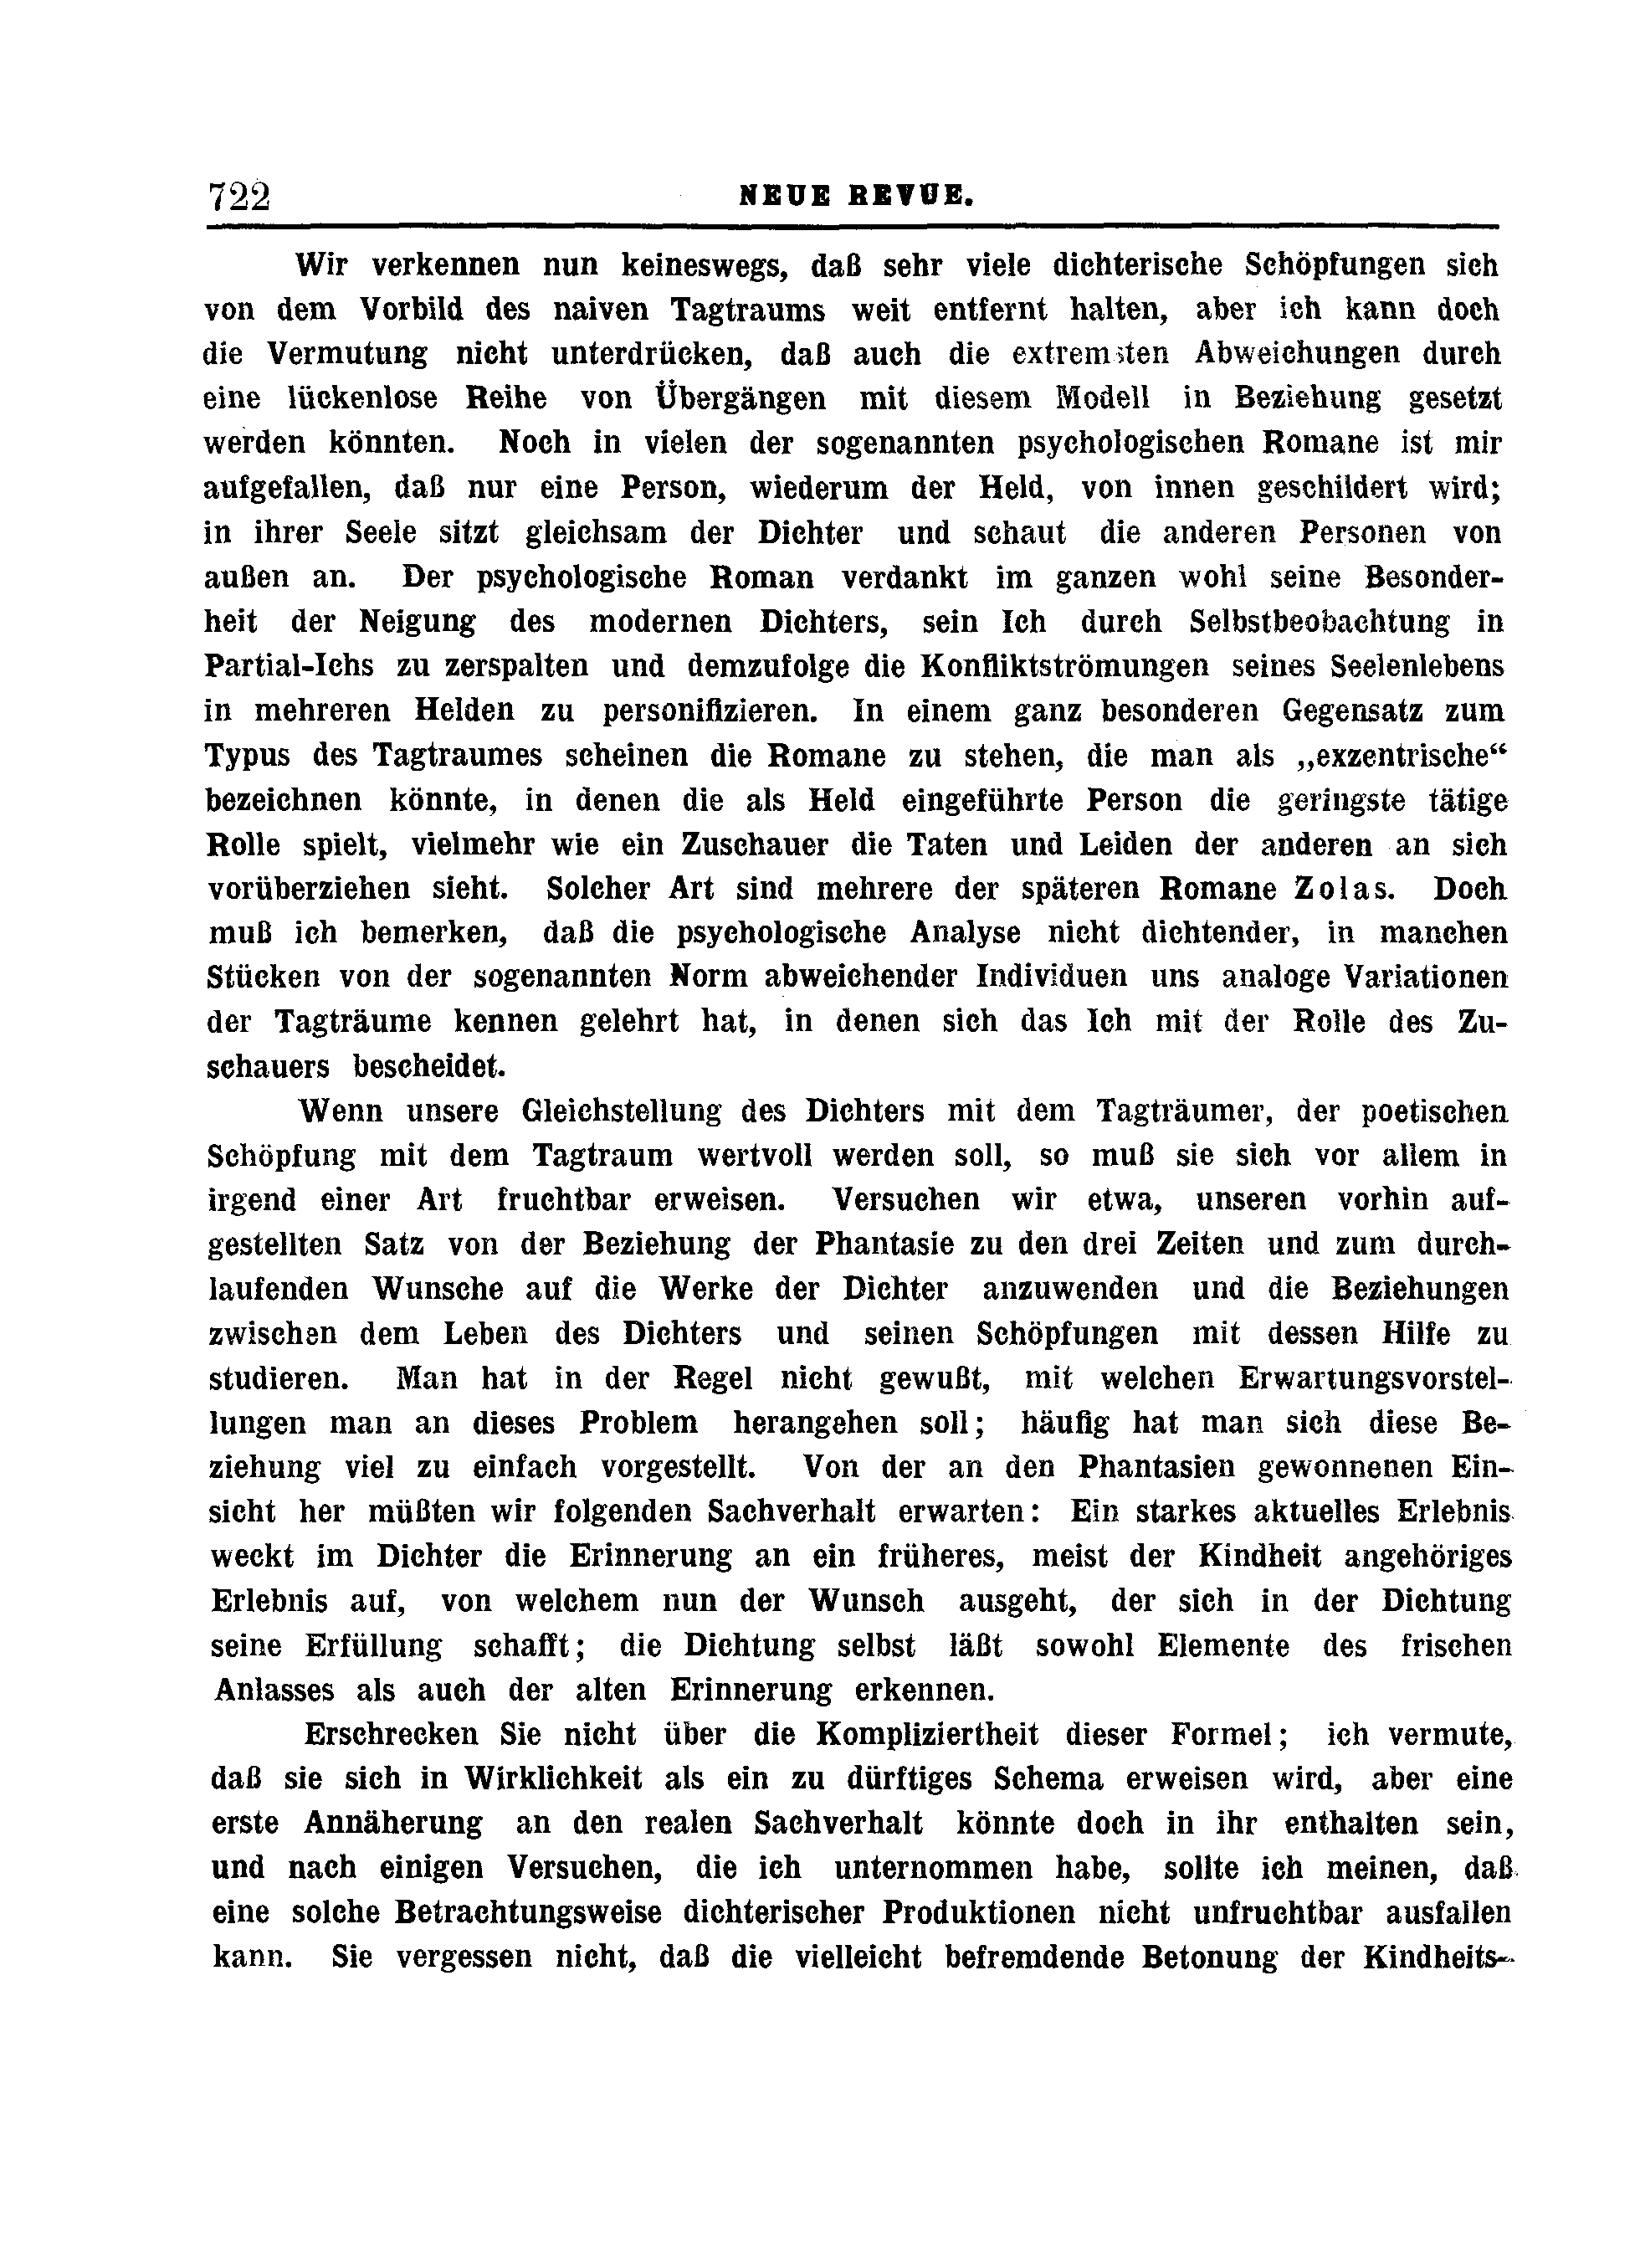 722 NEUE REVUE.
Wir verkennen nun keineswegs, daß sehr viele dichterische Schöpfungen sich
von dem Vorbild des naiven Tagtraums weit entfernt halten, aber ich kann doch
die Vermutung nicht unterdrücken, daß auch die extremsten Abweichungen durch
eine lückenlose Reihe von Übergängen mit diesem Modell in Beziehung gesetzt
werden könnten. Noch in vielen der sogenannten psychologischen Romane ist mir
aufgefallen, daß nur eine Person, wiederum der Held, von innen geschildert wird;
in ihrer Seele sitzt gleichsam der Dichter und schaut die anderen Personen von
außen an. Der psychologische Roman verdankt im ganzen wohl seine Besonder-
heit der Neigung des modernen Dichters, sein Ich durch Selbstbeobachtung in
Partial-Ichs zu zerspalten und demzufolge die Konfliktströmungen seines Seelenlebens
in mehreren Helden zu personifizieren. In einem ganz besonderen Gegensatz zum
Typus des Tagtraumes scheinen die Romane zu stehen, die man als „exzentrische“
bezeichnen könnte, in denen die als Held eingeführte Person die geringste tätige
Rolle spielt, vielmehr wie ein Zuschauer die Taten und Leiden der anderen an sich
vorüberziehen sieht. Solcher Art sind mehrere der späteren Romane Zolas. Doch
muß ich bemerken, daß die psychologische Analyse nicht dichtender, in manchen
Stücken von der sogenannten Norm abweichender Individuen uns analoge Variationen
der Tagträume kennen gelehrt hat, in denen sich das Ich mit der Rolle des Zu-
schauers bescheidet.
Wenn unsere Gleichstellung des Dichters mit dem Tagträumer, der poetischen
Schöpfung mit dem Tagtraum wertvoll werden soll, so muß sie sich vor allem in
irgend einer Art fruchtbar erweisen. Versuchen wir etwa, unseren vorhin auf-
gestellten Satz von der Beziehung der Phantasie zu den drei Zeiten und zum durch-
laufenden Wunsche auf die Werke der Dichter anzuwenden und die Beziehungen
zwischen dem Leben des Dichters und seinen Schöpfungen mit dessen Hilfe zu
studieren. Man hat in der Regel nicht gewußt, mit welchen Erwartungsvorstel-
lungen man an dieses Problem herangehen soll; häufig hat man sich diese Be-
ziehung viel zu einfach vorgestellt. Von der an den Phantasien gewonnenen Ein-
sicht her müßten wir folgenden Sachverhalt erwarten: Ein starkes aktuelles Erlebnis
weckt im Dichter die Erinnerung an ein früheres, meist der Kindheit angehöriges
Erlebnis auf, von welchem nun der Wunsch ausgeht, der sich in der Dichtung
seine Erfüllung schafft; die Dichtung selbst läßt sowohl Elemente des frischen
Anlasses als auch der alten Erinnerung erkennen.
Erschrecken Sie nicht über die Kompliziertheit dieser Formel; ich vermute,
daß sie sich in Wirklichkeit als ein zu dürftiges Schema erweisen wird, aber eine
erste Annäherung an den realen Sachverhalt könnte doch in ihr enthalten sein,
und nach einigen Versuchen, die ich unternommen habe, sollte ich meinen, daß
eine solche Betrachtungsweise dichterischer Produktionen nicht unfruchtbar ausfallen
kann. Sie vergessen nicht, daß die vielleicht befremdende Betonung der Kindheits-